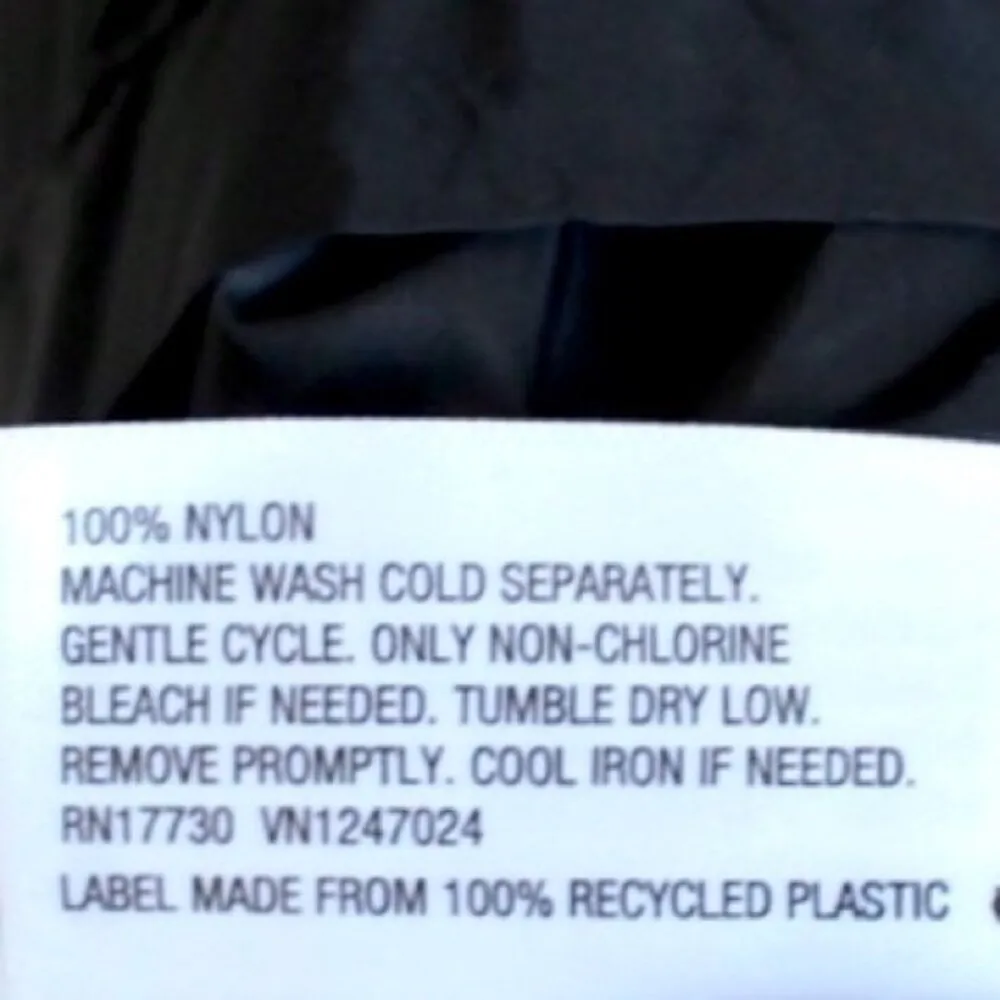 100% NYLON
MACHINE WASH COLD SEPARATELY.
GENTLE CYCLE. ONLY NON-CHLORINE
BLEACH IF NEEDED. TUMBLE DRY LOW.
REMOVE PROMPTLY. COOL IRON IF NEEDED.
RN17730 VN1247024
LABEL MADE FROM 100% RECYCLED PLASTIC